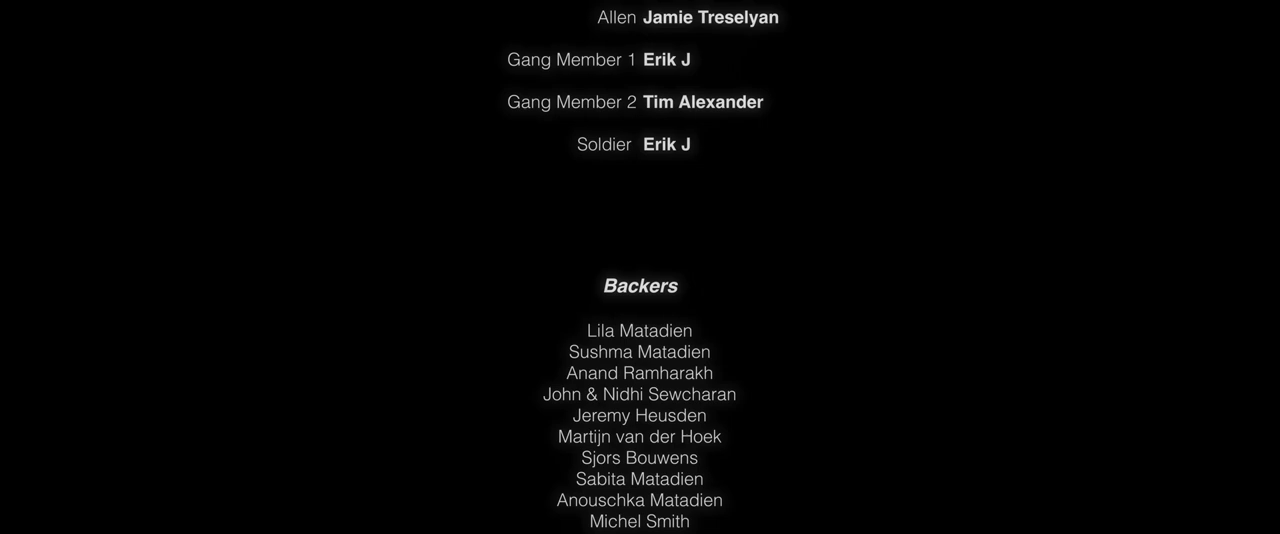 Allen Jamie Treselyan
Gang Member 1 Erik J
Gang Member 2 Tim Alexander
Soldier Erik J
Backers
Lila Matadien
Sushma Matadien
Anand Ramharakh
John & Nidhi Sewcharan
Jeremy Heusden
Martijn van der Hoek
Sjors Bouwens
Sabita Matadien
Anouschka Matadien
Michel Smith